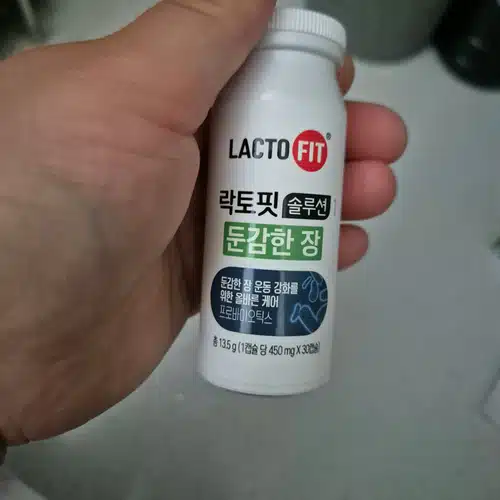 LACTO FIT®
락토핏 솔루션
둔감한 장
둔감한 장 운동 강화를
위한 올바른 케어
프로바이오틱스
총 13.5 g (1캡슐 당 450 mg X 30캡슐)